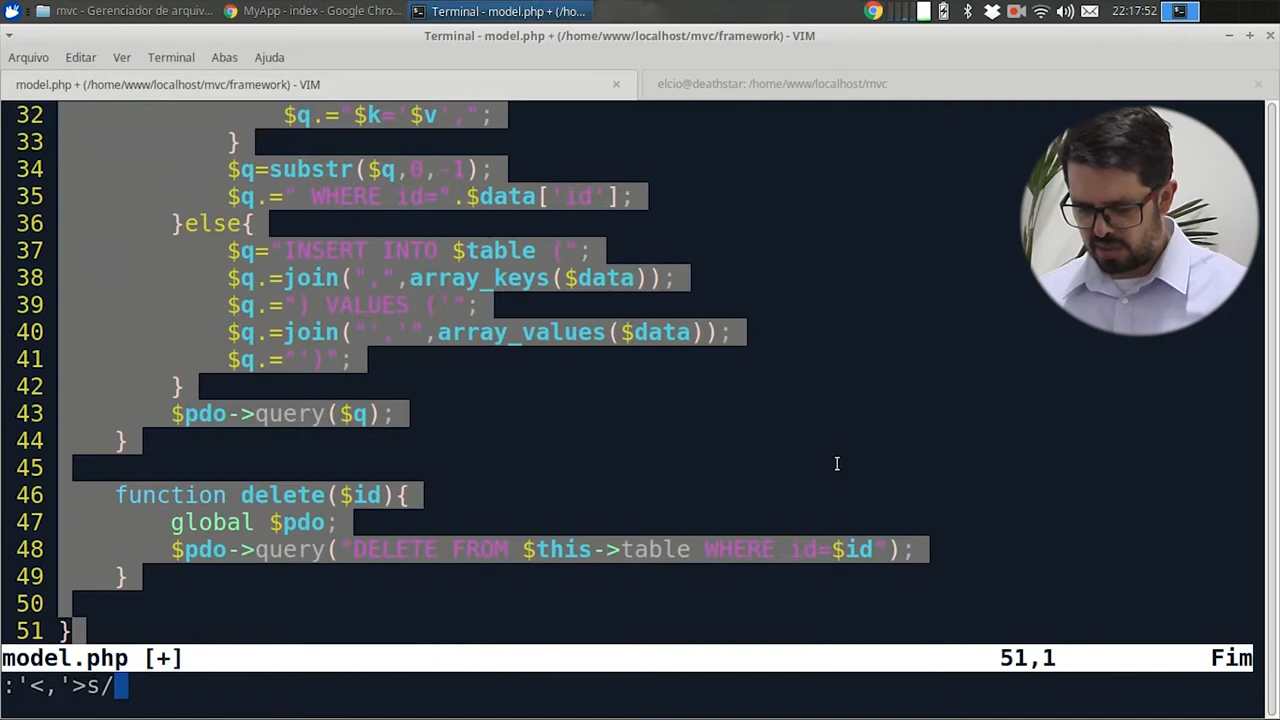 mvc - Gerenciador de arquiv... MyApp - index - Google Chro... Terminal - model.php + (/ho... 22:17:52
Terminal - model.php + (/home/www/localhost/mvc/framework) - VIM
Arquivo Editar Ver Terminal Abas Ajuda
model.php + (/home/www/localhost/mvc/framework) - VIM elcio@deathstar: /home/www/localhost/mvc
32 $q.="$k='$v',";
33 }
34 $q=substr($q,0,-1);
35 $q.=" WHERE id=".$data['id'];
36 }else{
37 $q="INSERT INTO $table (";
38 $q.=join(",",array_keys($data));
39 $q.=") VALUES ('";
40 $q.=join("','",array_values($data));
41 $q.="')";
42 }
43 $pdo->query($q);
44 }
45
46 function delete($id){
47 global $pdo;
48 $pdo->query("DELETE FROM $this->table WHERE id=$id");
49 }
50
51 }
model.php [+] 51,1 Fim
:'<,'>s/